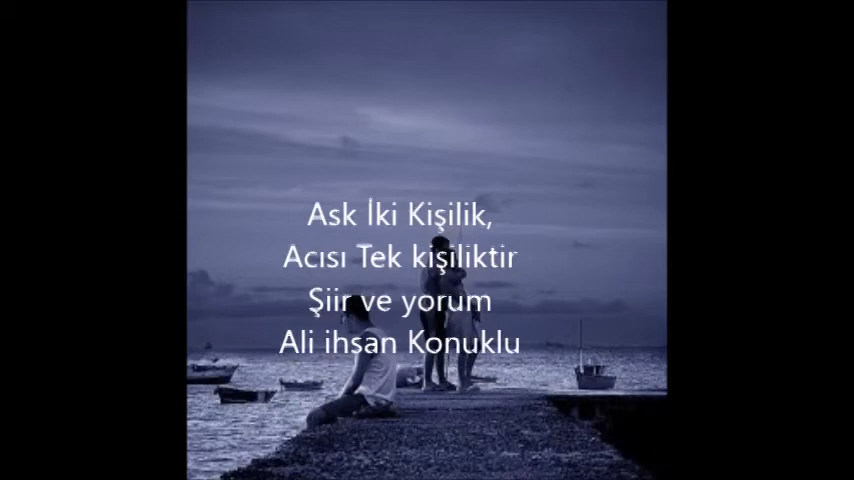 Ask İki Kişilik,
Acısı Tek kişiliktir
Şiir ve yorum
Ali ihsan Konuklu